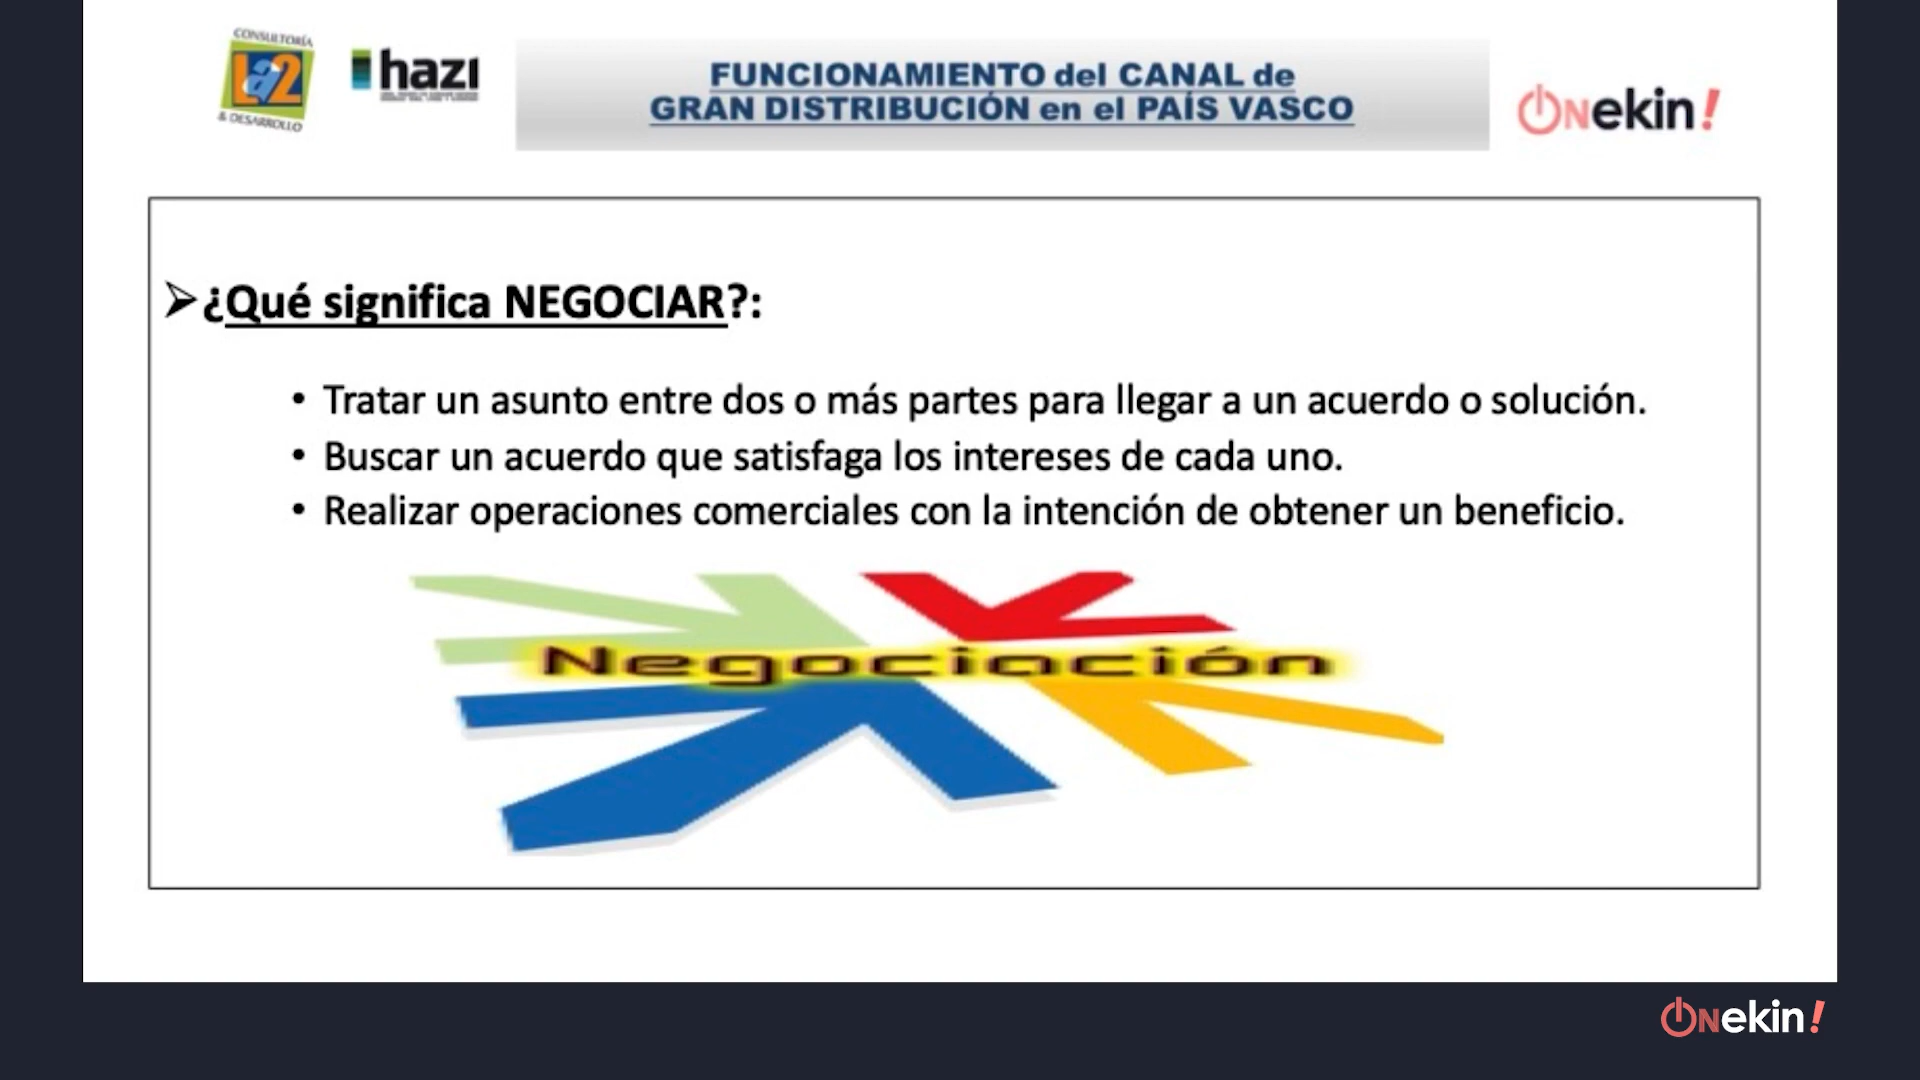 CONSULTORÍA
La2
& DESARROLLO
hazi
FUNCIONAMIENTO del CANAL de
GRAN DISTRIBUCIÓN en el PAÍS VASCO
ONekin!
➢¿Qué significa NEGOCIAR?:
• Tratar un asunto entre dos o más partes para llegar a un acuerdo o solución.
• Buscar un acuerdo que satisfaga los intereses de cada uno.
• Realizar operaciones comerciales con la intención de obtener un beneficio.
Negociación
ONekin!